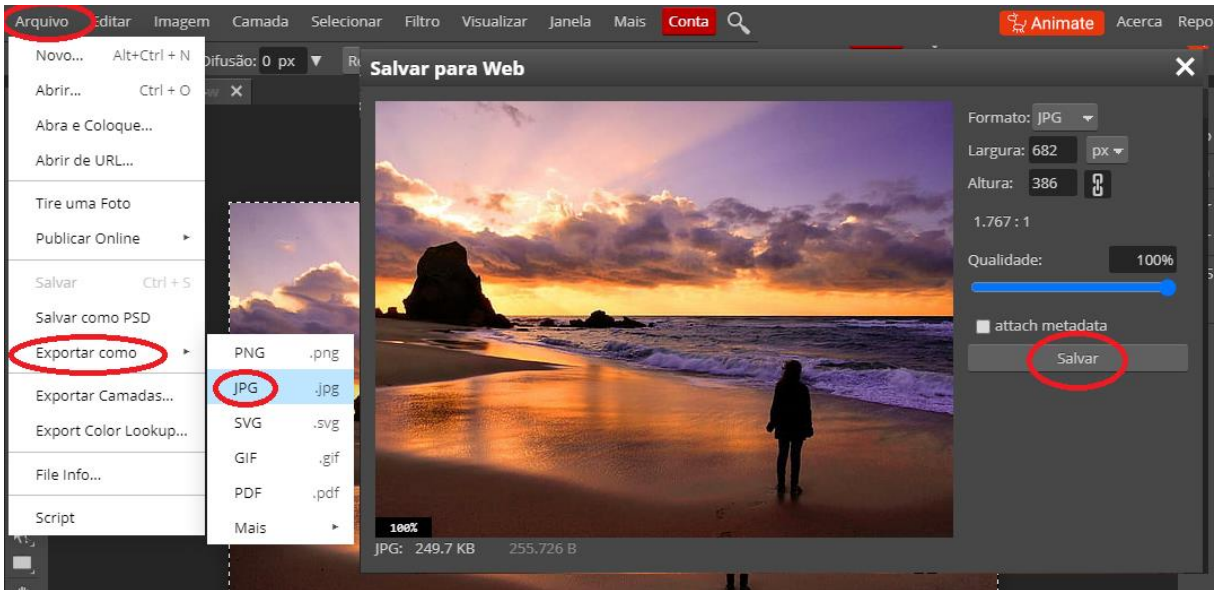 Arquivo Editar Imagem Camada Selecionar Filtro Visualizar Janela Mais Conta Animate Acerca Repo
Difusão: 0 px
Novo... Alt+Ctrl + N
Abrir... Ctrl + O
Abra e Coloque...
Abrir de URL...
Tire uma Foto
Publicar Online
Salvar Ctrl + S
Salvar como PSD
Exportar como
Exportar Camadas...
Export Color Lookup...
File Info...
Script
PNG .png
JPG .jpg
SVG .svg
GIF .gif
PDF .pdf
Mais
Salvar para Web
Formato: JPG
Largura: 682 px
Altura: 386
1.767 : 1
Qualidade: 100%
attach metadata
Salvar
100%
JPG: 249.7 KB 255.726 B